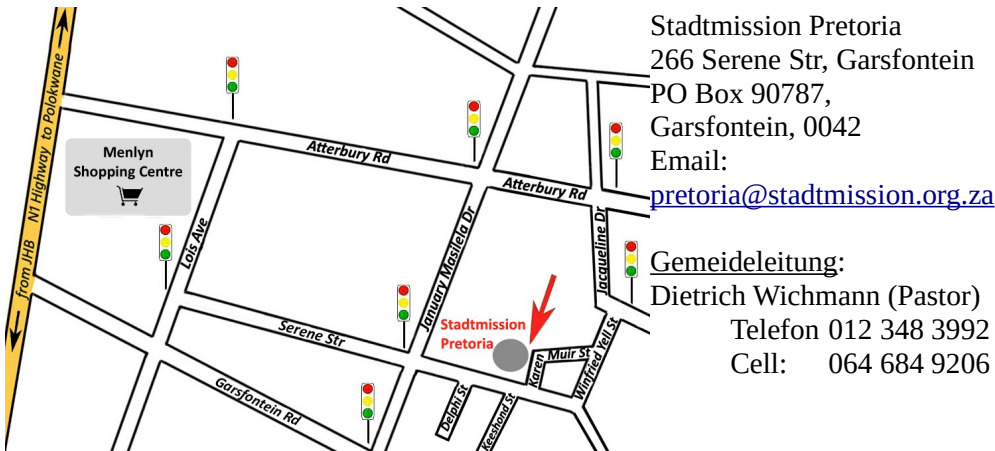 from JHB   N1 Highway to Polokwane
Menlyn
Shopping Centre
Atterbury Rd
Atterbury Rd
Lois Ave
January Masilela Dr
Jacqueline Dr
Serene Str
Stadtmission
Pretoria
Karen
Muir St
Winfried Yell St
Garsfontein Rd
Delphi St
Keeshond St
Stadtmission Pretoria
266 Serene Str, Garsfontein
PO Box 90787,
Garsfontein, 0042
Email:
pretoria@stadtmission.org.za
Gemeideleitung:
Dietrich Wichmann (Pastor)
Telefon 012 348 3992
Cell: 064 684 9206